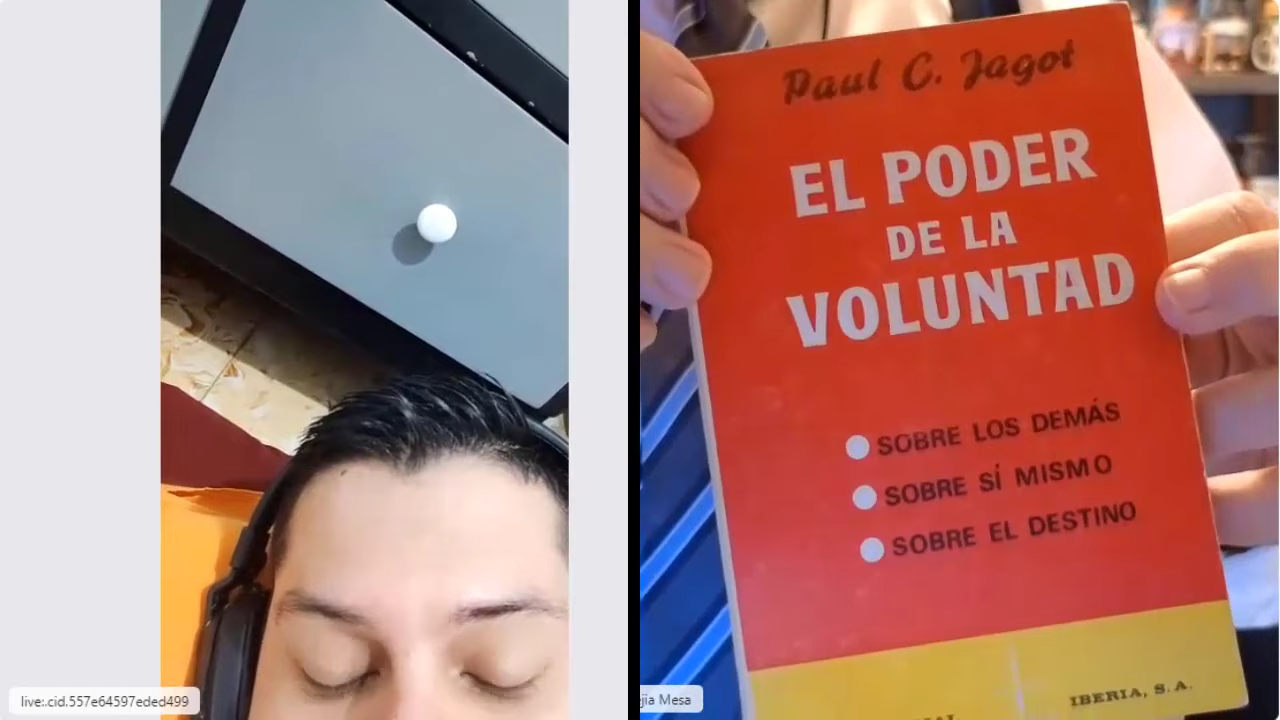 live:.cid.557e64597eded499
Paul C. Jagot
EL PODER
DE LA
VOLUNTAD
SOBRE LOS DEMÁS
SOBRE SÍ MISMO
SOBRE EL DESTINO
IBERIA, S. A.
Mesa